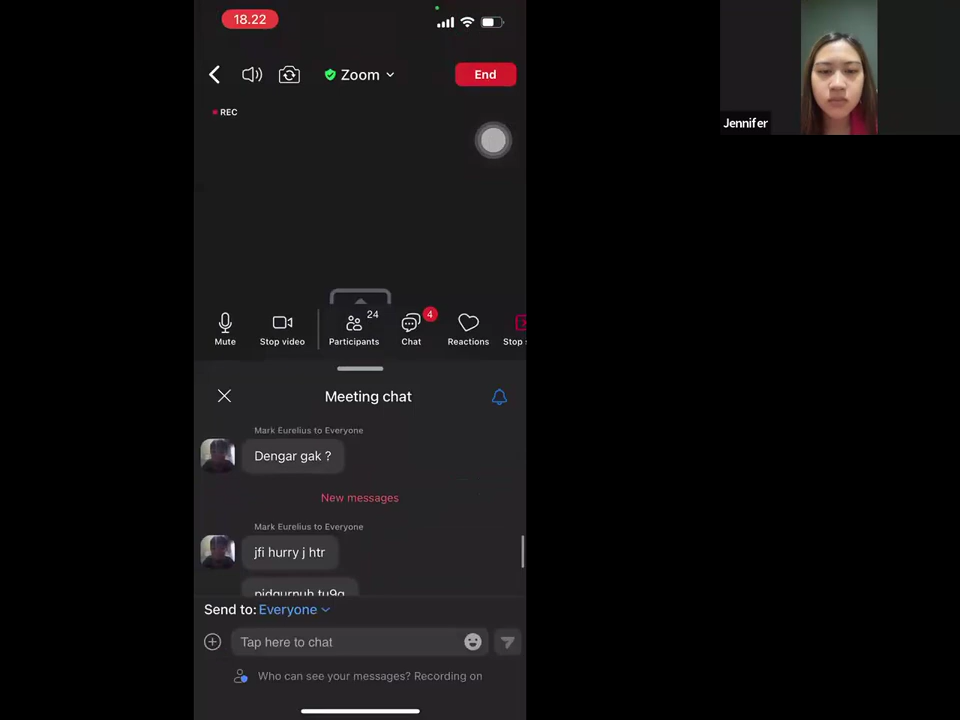 18.22
Zoom
End
REC
Jennifer
24
4
Mute
Stop video
Participants
Chat
Reactions
Stop
Meeting chat
Mark Eurelius to Everyone
Dengar gak ?
New messages
Mark Eurelius to Everyone
jfi hurry j htr
Send to: Everyone
Tap here to chat
Who can see your messages? Recording on